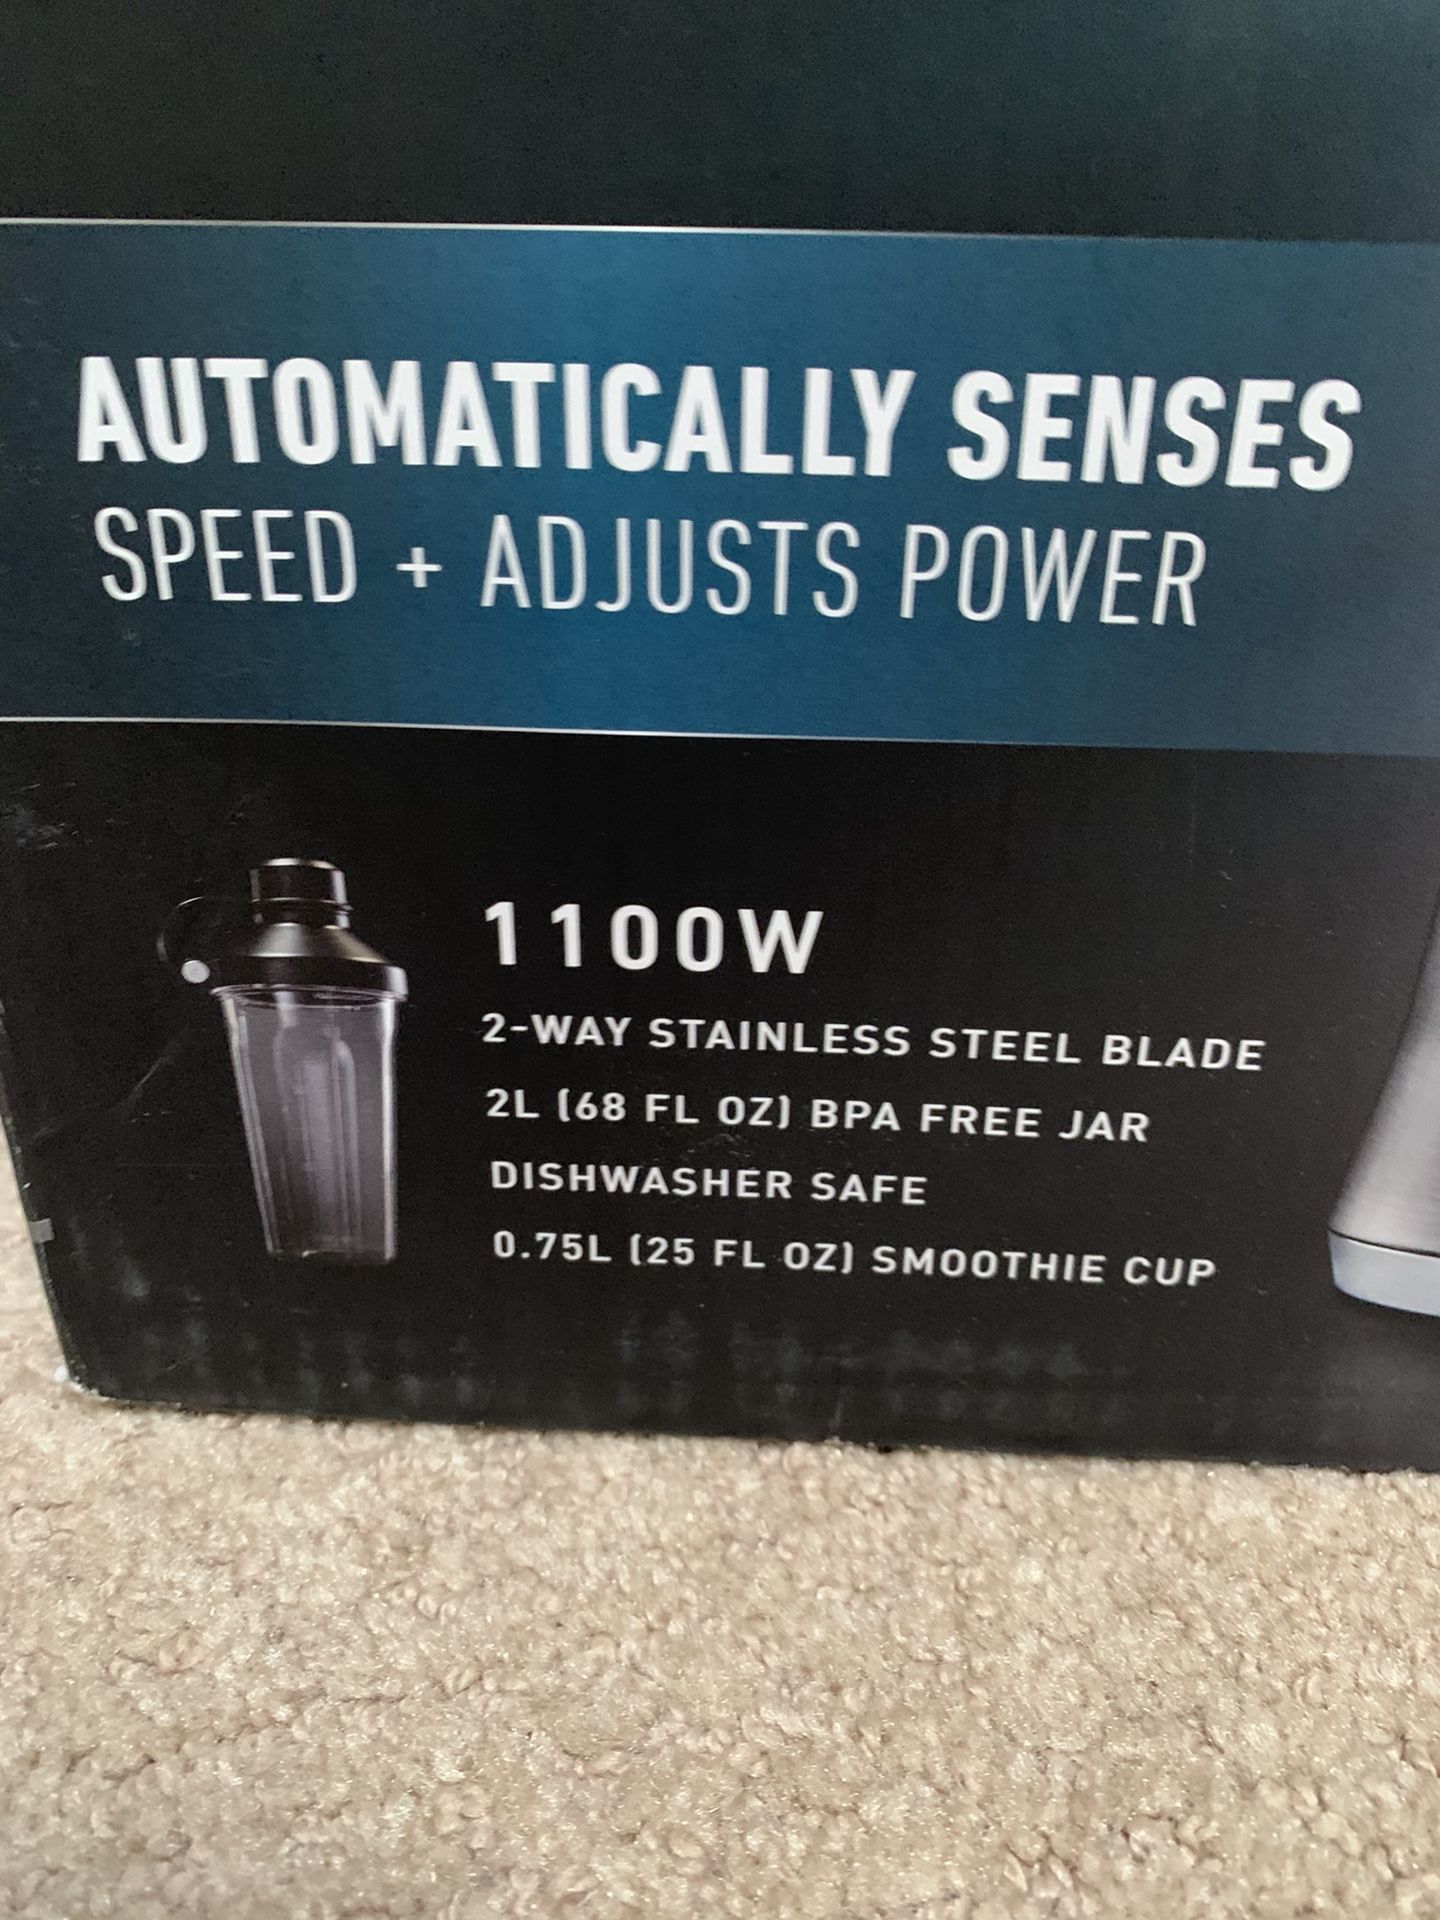 AUTOMATICALLY SENSES
SPEED + ADJUSTS POWER
1100W
2-WAY STAINLESS STEEL BLADE
2L (68 FL OZ) BPA FREE JAR
DISHWASHER SAFE
0.75L (25 FL OZ) SMOOTHIE CUP